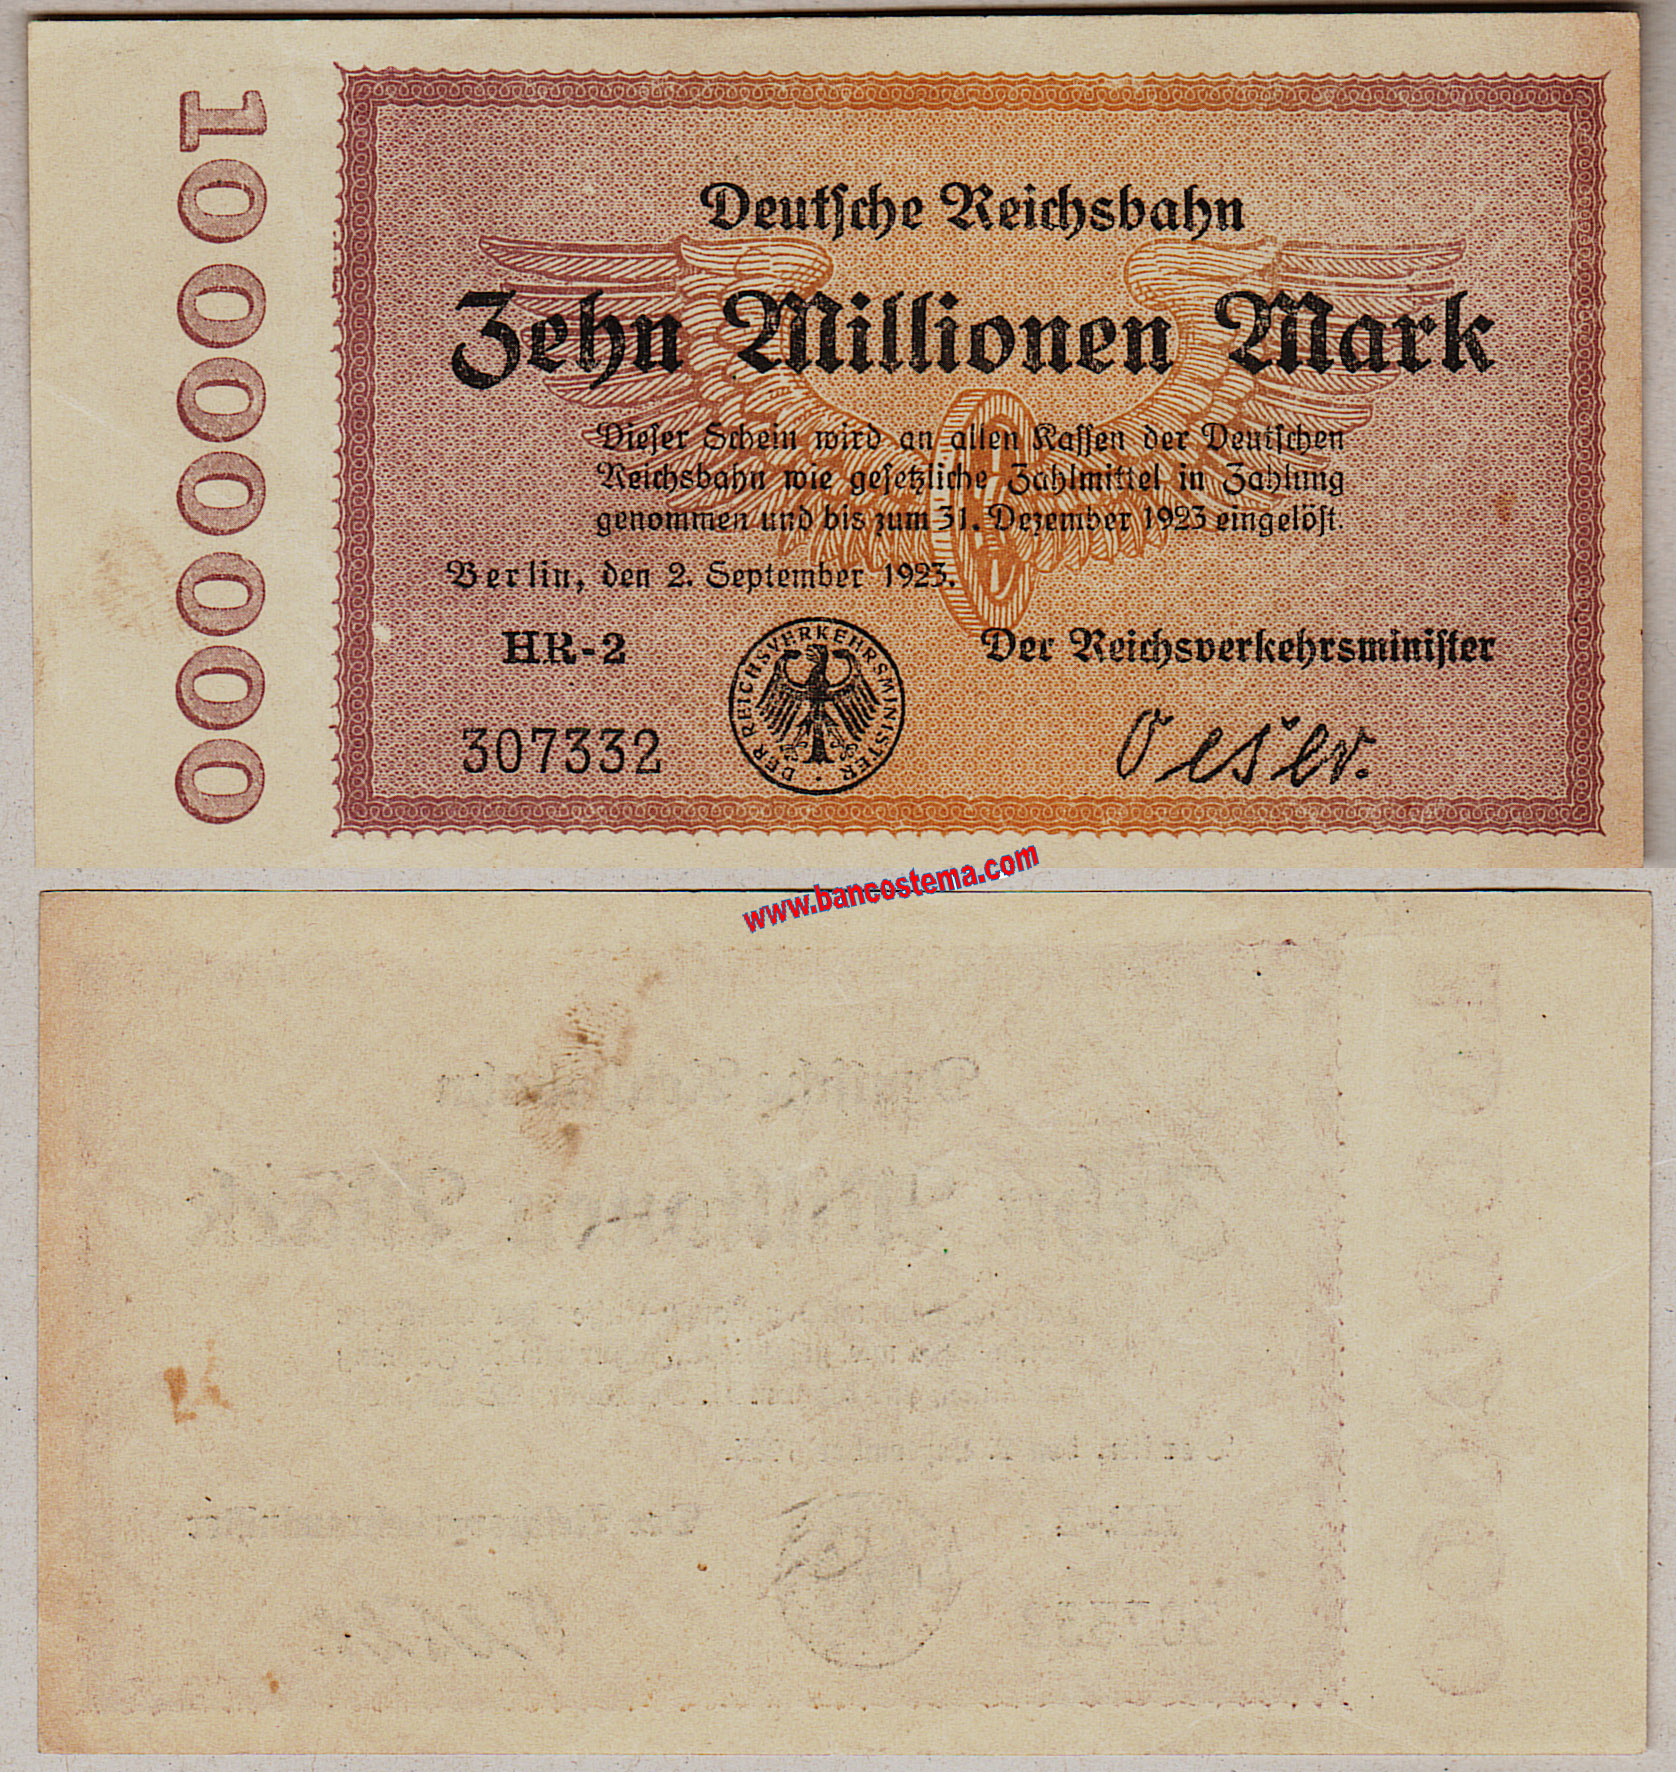 10000000
Deutsche Reichsbahn
Zehn Millionen Mark
Dieser Schein wird an allen Kassen der Deutschen
Reichsbahn wie gesetzliche Zahlmittel in Zahlung
genommen und bis zum 31. Dezember 1923 eingelöst.
Berlin, den 2. September 1923.
HR-2
Der Reichsverkehrsminister
307332
DER REICHSVERKEHRSMINISTER
Oeser.
www.bancostema.com